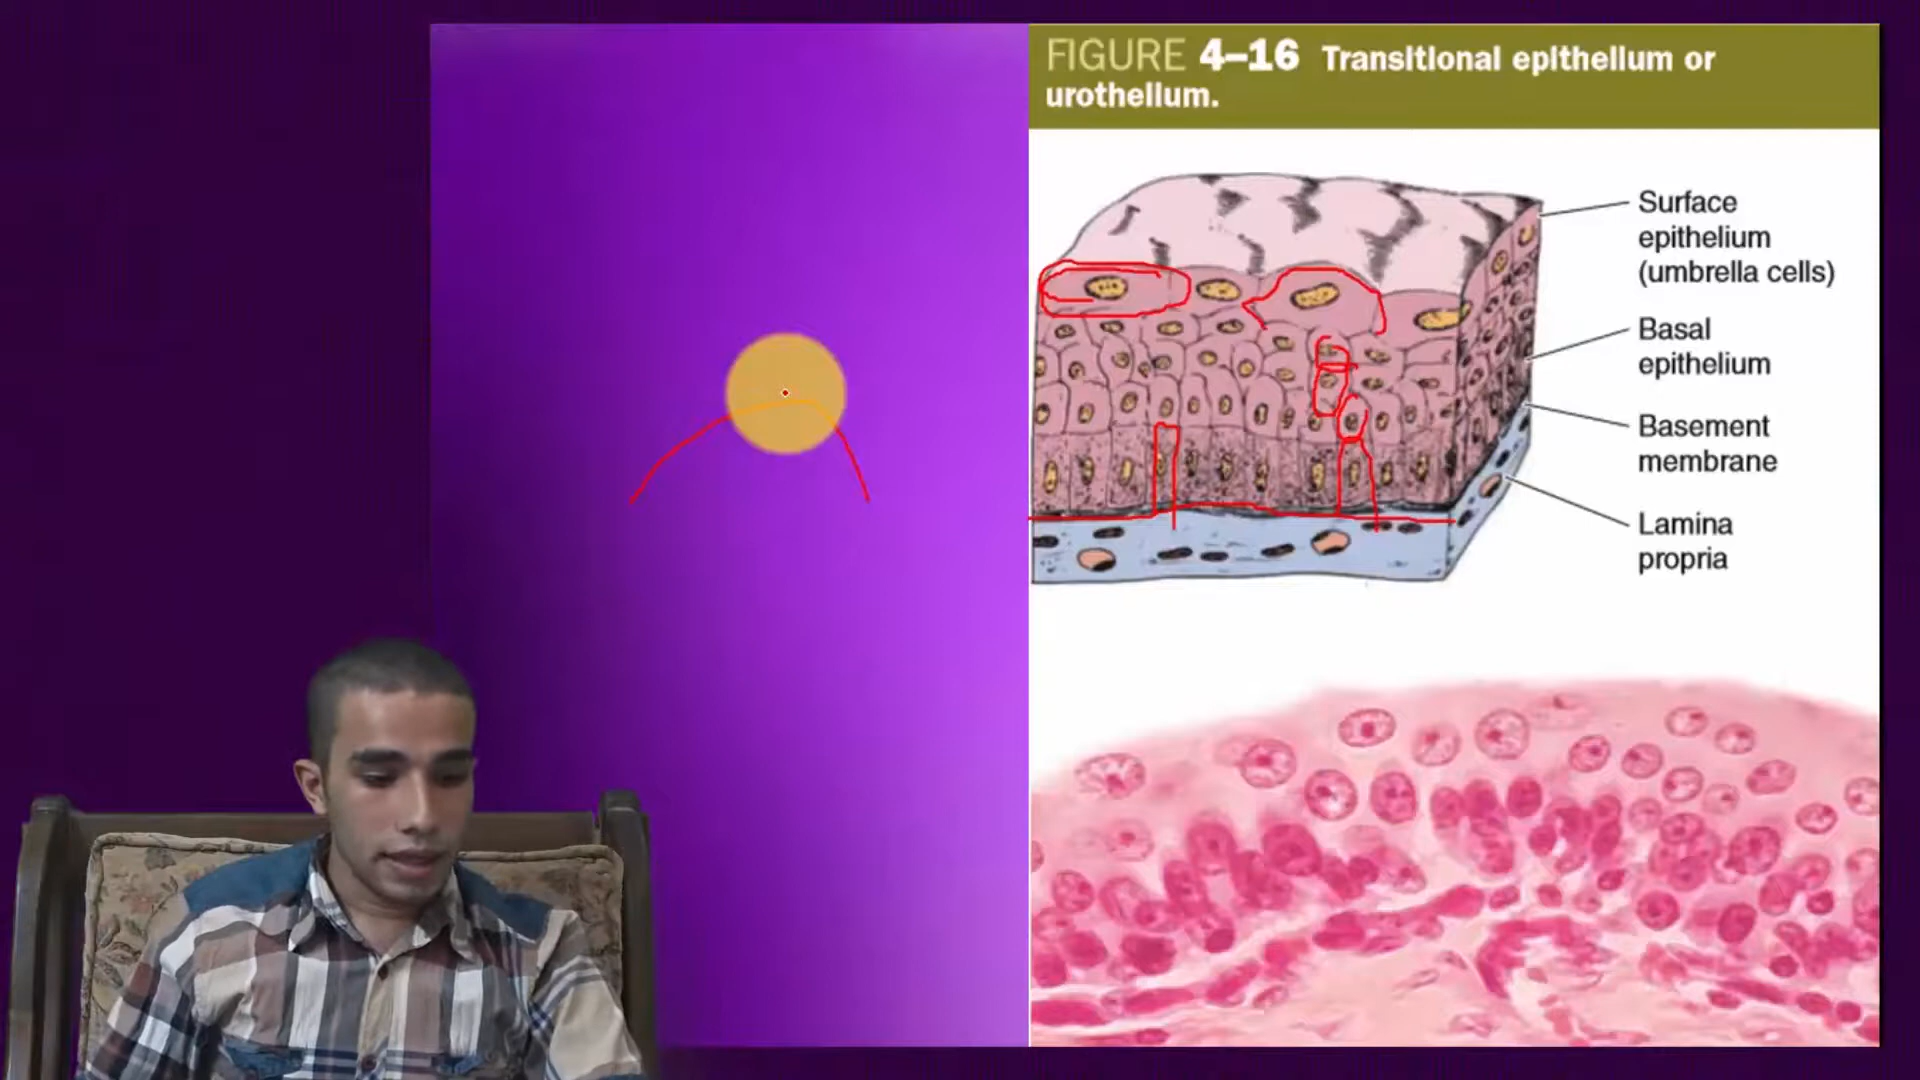 FIGURE 4–16 Transitional epithelium or
urothelium.
Surface
epithelium
(umbrella cells)
Basal
epithelium
Basement
membrane
Lamina
propria